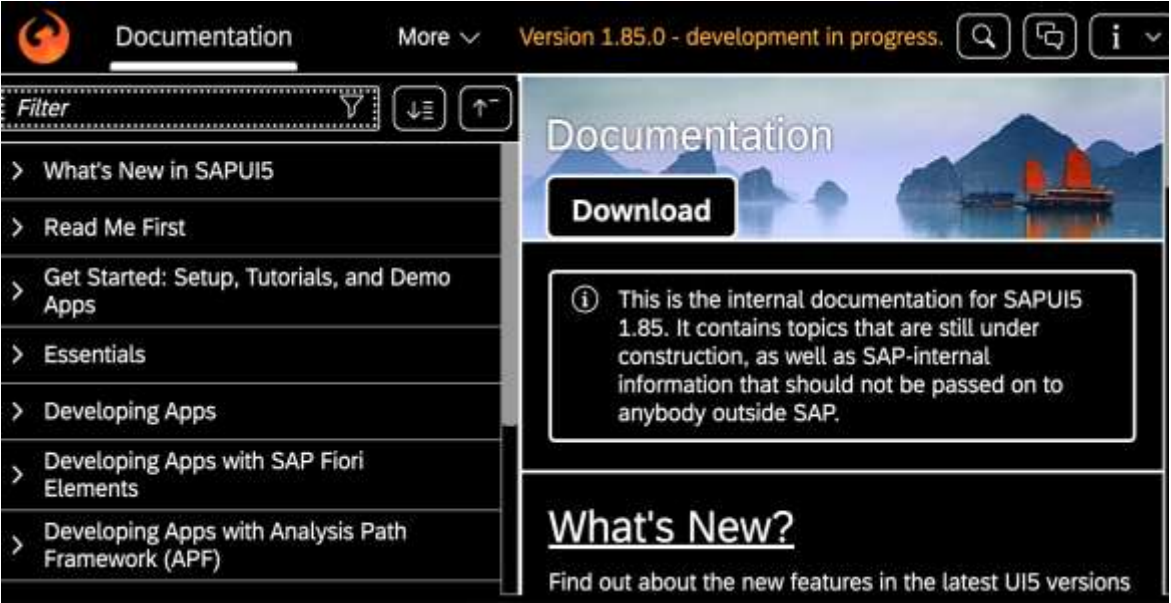 Documentation
More
Version 1.85.0 - development in progress.
Filter
What's New in SAPUI5
Read Me First
Get Started: Setup, Tutorials, and Demo
Apps
Essentials
Developing Apps
Developing Apps with SAP Fiori
Elements
Developing Apps with Analysis Path
Framework (APF)
Documentation
Download
This is the internal documentation for SAPUI5
1.85. It contains topics that are still under
construction, as well as SAP-internal
information that should not be passed on to
anybody outside SAP.
What's New?
Find out about the new features in the latest UI5 versions